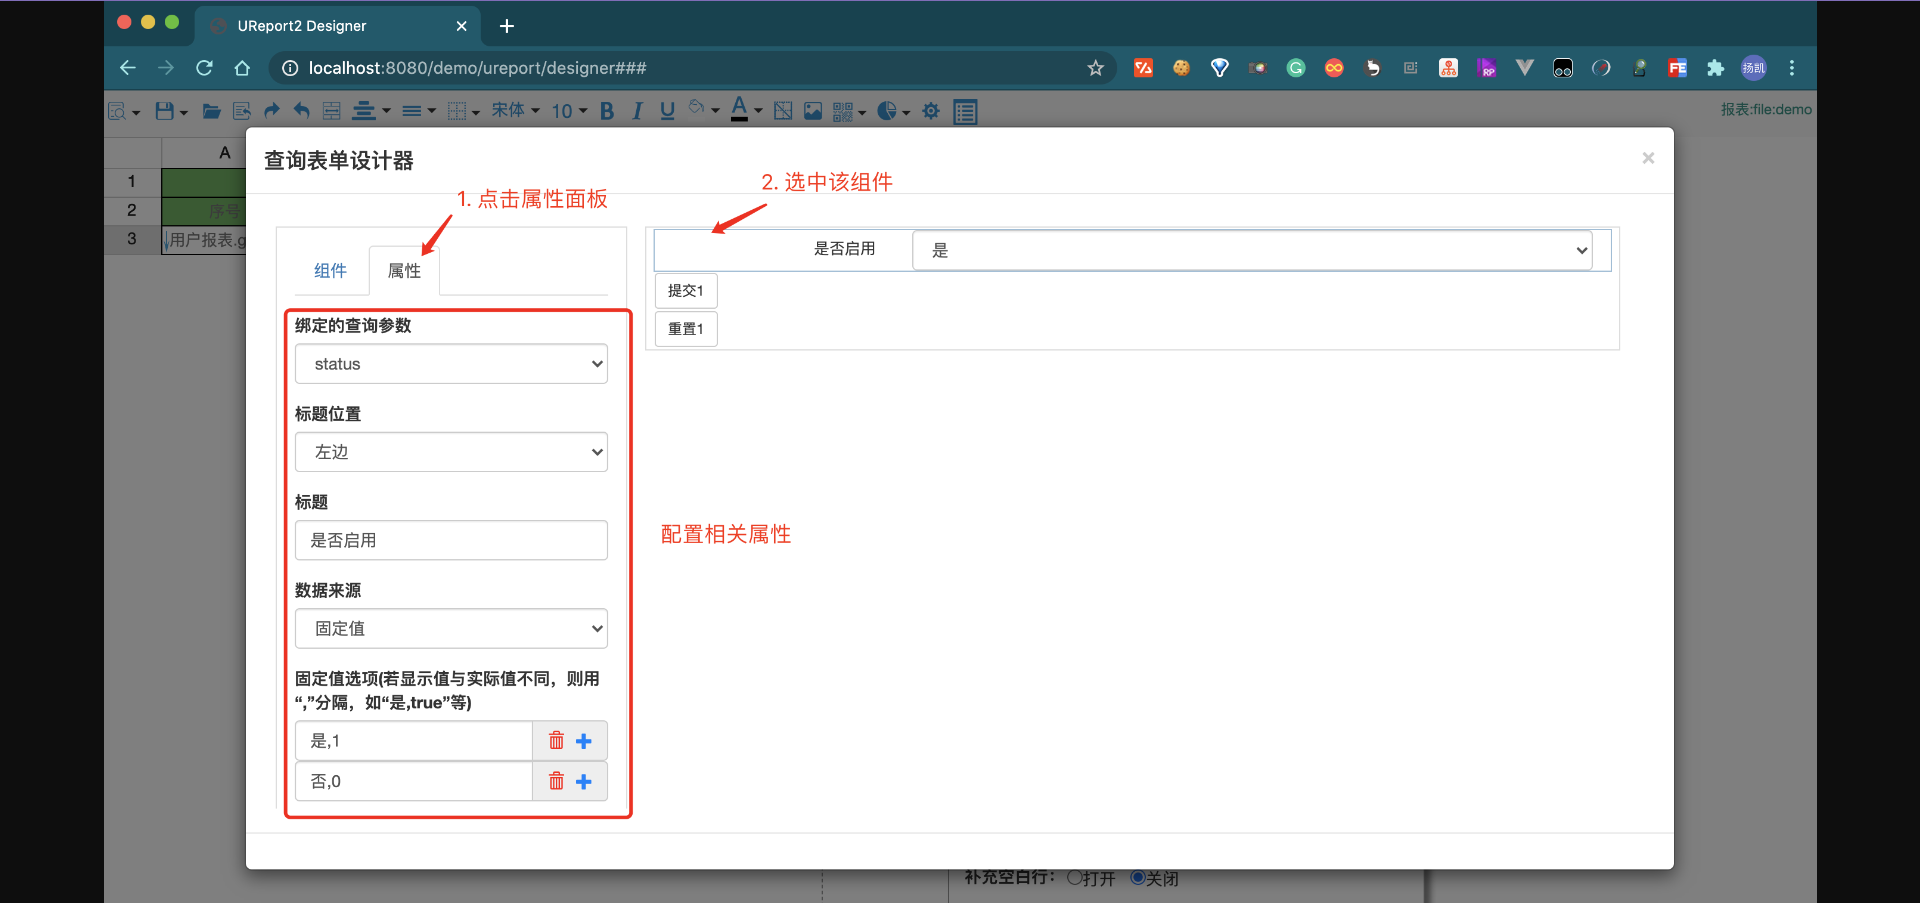 UReport2 Designer
localhost:8080/demo/ureport/designer###
扬凯
宋体
10
B
I
U
A
报表:file:demo
A
1
2
序号
3
用户报表.g
查询表单设计器
1. 点击属性面板
2. 选中该组件
组件
属性
是否启用
是
提交1
重置1
绑定的查询参数
status
标题位置
左边
标题
是否启用
配置相关属性
数据来源
固定值
固定值选项(若显示值与实际值不同，则用
“,”分隔，如“是,true”等)
是,1
否,0
补充空白行：
打开
关闭